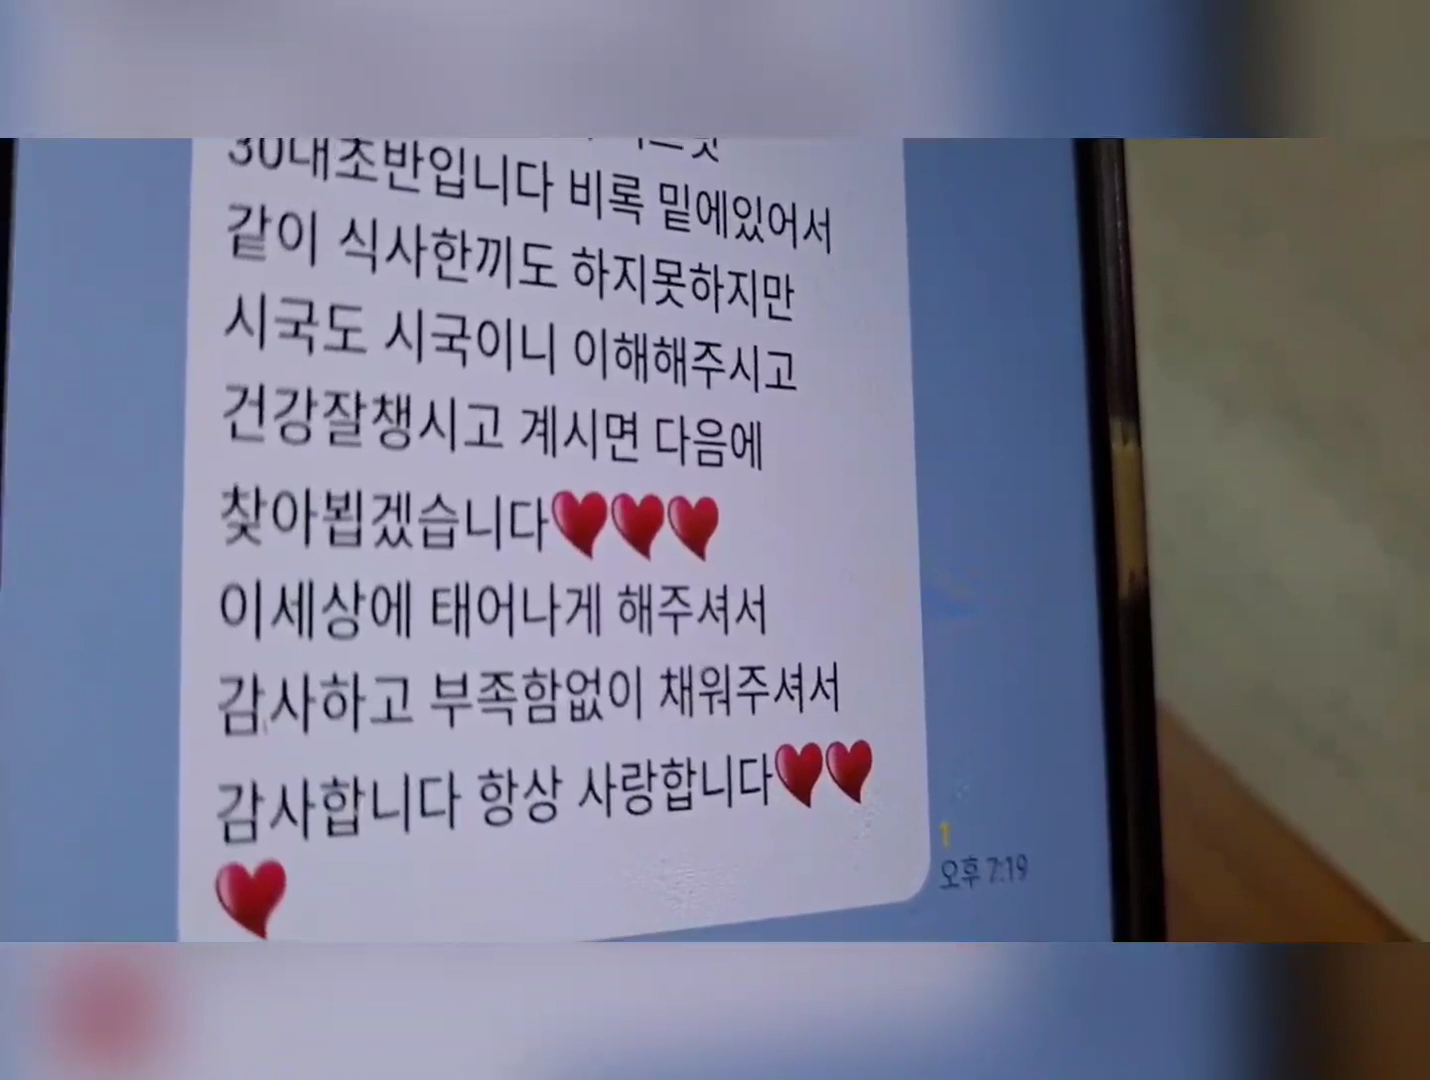 30대초반입니다 비록 밑에있어서
같이 식사한끼도 하지못하지만
시국도 시국이니 이해해주시고
건강잘챙시고 계시면 다음에
찾아뵙겠습니다♥♥♥
이세상에 태어나게 해주셔서
감사하고 부족함없이 채워주셔서
감사합니다 항상 사랑합니다♥♥
♥
1
오후 7:19